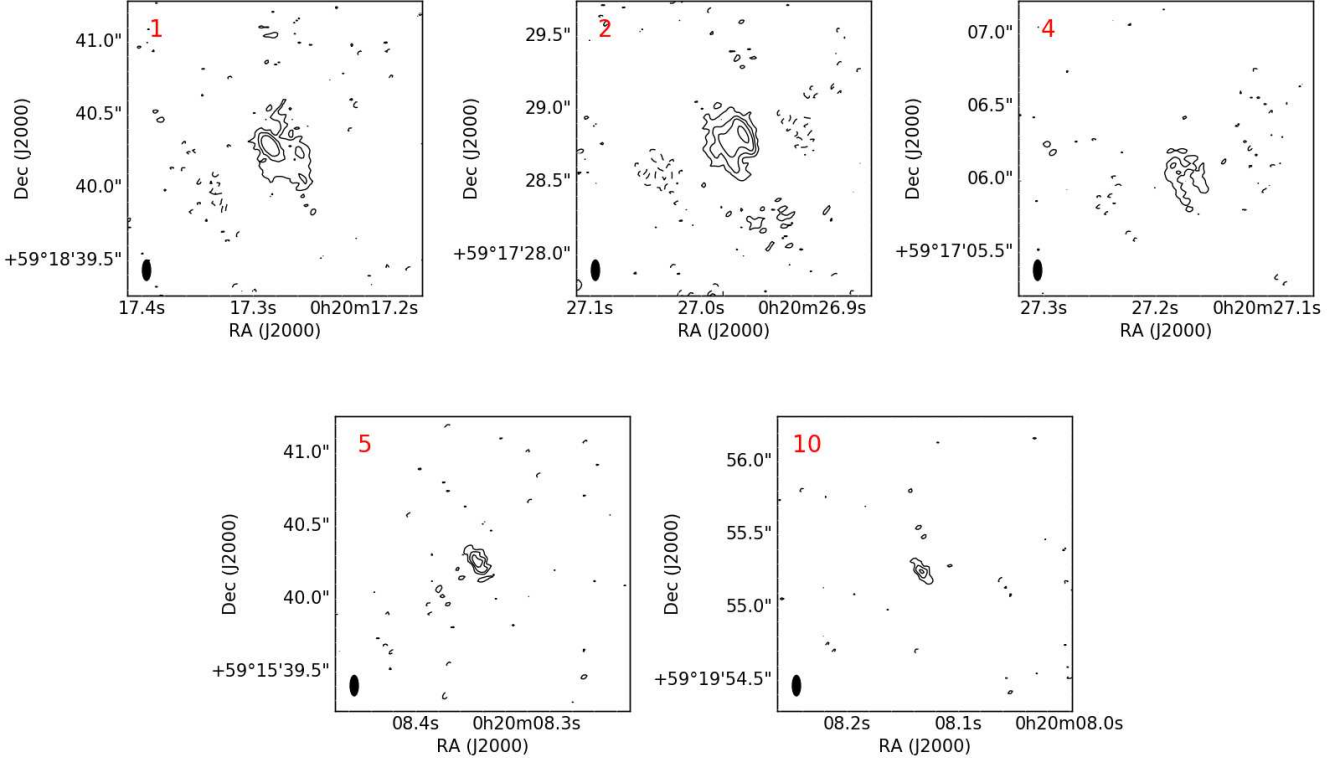 1
41.0"
40.5"
40.0"
+59°18'39.5"
Dec (J2000)
17.4s 17.3s 0h20m17.2s
RA (J2000)
2
29.5"
29.0"
28.5"
+59°17'28.0"
Dec (J2000)
27.1s 27.0s 0h20m26.9s
RA (J2000)
4
07.0"
06.5"
06.0"
+59°17'05.5"
Dec (J2000)
27.3s 27.2s 0h20m27.1s
RA (J2000)
5
41.0"
40.5"
40.0"
+59°15'39.5"
Dec (J2000)
08.4s 0h20m08.3s
RA (J2000)
10
56.0"
55.5"
55.0"
+59°19'54.5"
Dec (J2000)
08.2s 08.1s 0h20m08.0s
RA (J2000)